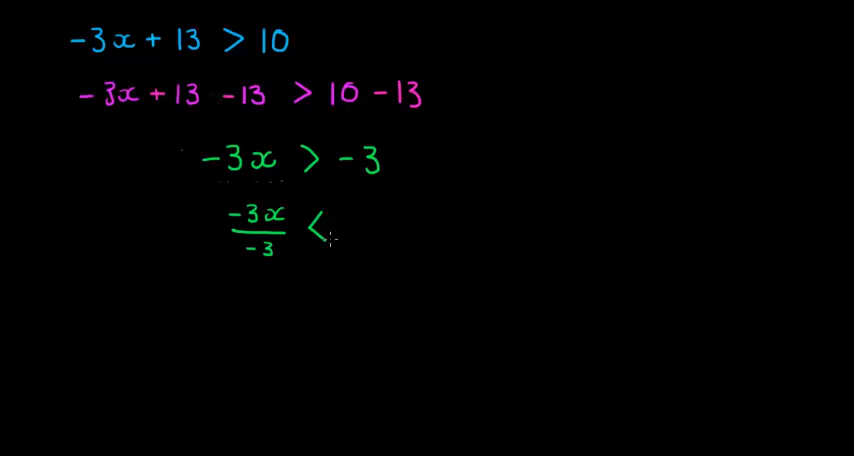 -3x + 13 > 10
-3x + 13 -13 > 10 - 13
-3x > -3
-3x/-3 <